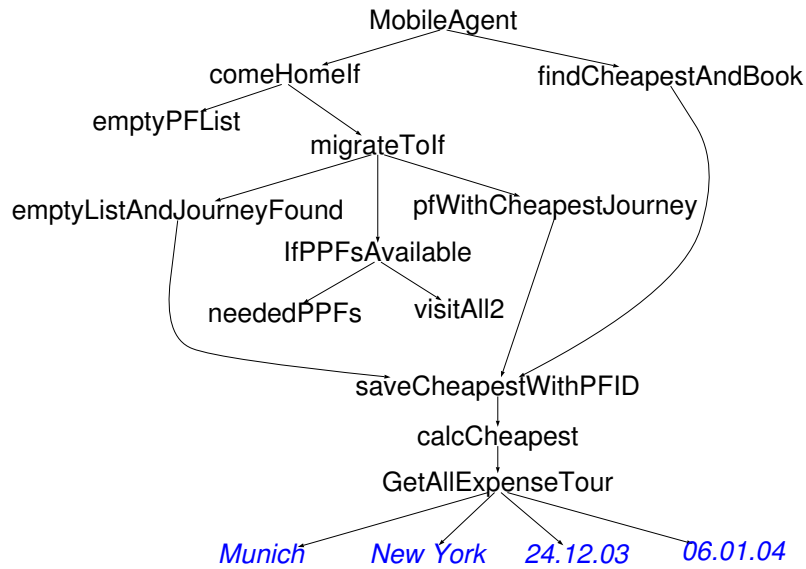 MobileAgent
comeHomeIf
findCheapestAndBook
emptyPFList
migrateToIf
emptyListAndJourneyFound
pfWithCheapestJourney
IfPPFsAvailable
neededPPFs
visitAll2
saveCheapestWithPFID
calcCheapest
GetAllExpenseTour
Munich
New York
24.12.03
06.01.04